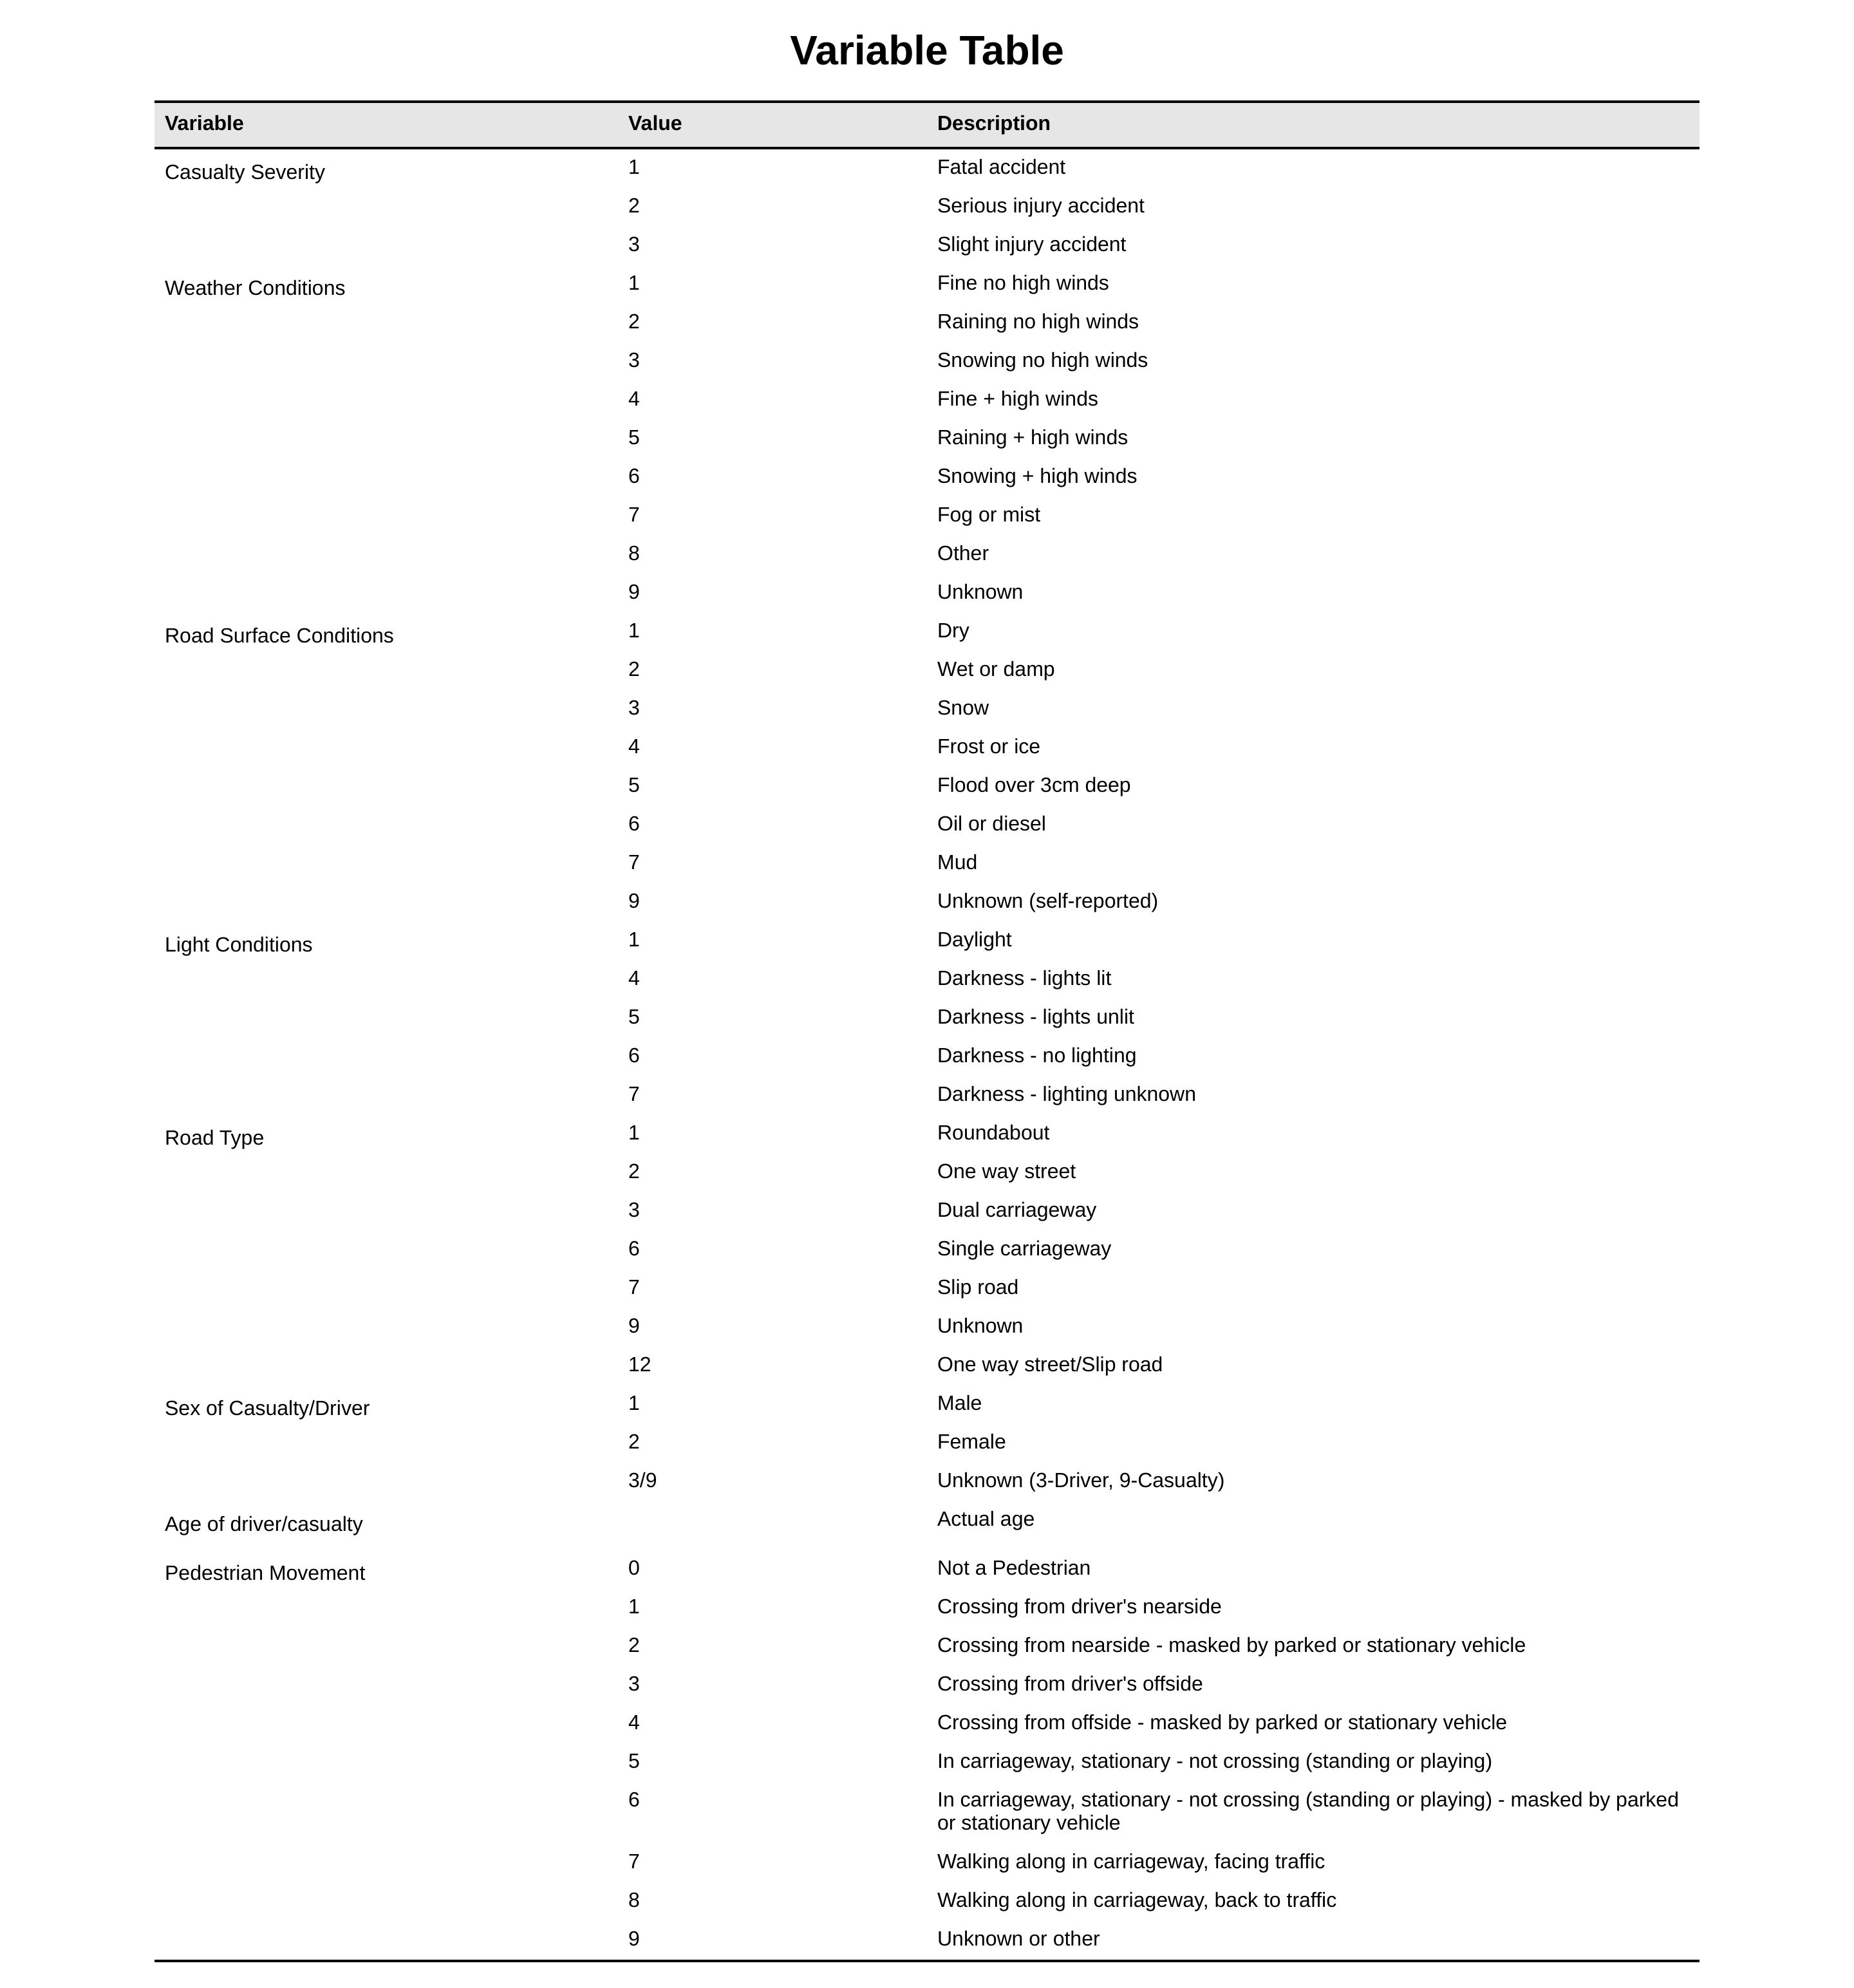 Variable Table
Variable Value Description
Casualty Severity 1 Fatal accident
2 Serious injury accident
3 Slight injury accident
Weather Conditions 1 Fine no high winds
2 Raining no high winds
3 Snowing no high winds
4 Fine + high winds
5 Raining + high winds
6 Snowing + high winds
7 Fog or mist
8 Other
9 Unknown
Road Surface Conditions 1 Dry
2 Wet or damp
3 Snow
4 Frost or ice
5 Flood over 3cm deep
6 Oil or diesel
7 Mud
9 Unknown (self-reported)
Light Conditions 1 Daylight
4 Darkness - lights lit
5 Darkness - lights unlit
6 Darkness - no lighting
7 Darkness - lighting unknown
Road Type 1 Roundabout
2 One way street
3 Dual carriageway
6 Single carriageway
7 Slip road
9 Unknown
12 One way street/Slip road
Sex of Casualty/Driver 1 Male
2 Female
3/9 Unknown (3-Driver, 9-Casualty)
Age of driver/casualty Actual age
Pedestrian Movement 0 Not a Pedestrian
1 Crossing from driver's nearside
2 Crossing from nearside - masked by parked or stationary vehicle
3 Crossing from driver's offside
4 Crossing from offside - masked by parked or stationary vehicle
5 In carriageway, stationary - not crossing (standing or playing)
6 In carriageway, stationary - not crossing (standing or playing) - masked by parked
or stationary vehicle
7 Walking along in carriageway, facing traffic
8 Walking along in carriageway, back to traffic
9 Unknown or other